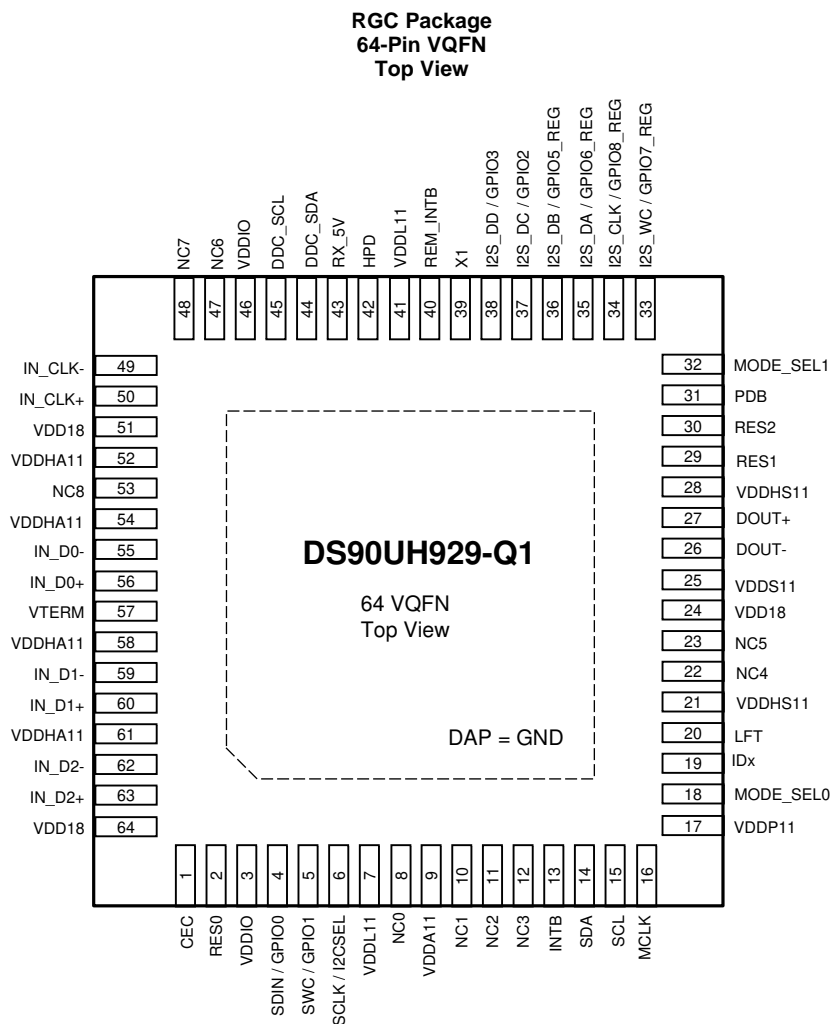 RGC Package
64-Pin VQFN
Top View
NC7
NC6
VDDIO
DDC_SCL
DDC_SDA
RX_5V
HPD
VDDL11
REM_INTB
X1
I2S_DD / GPIO3
I2S_DC / GPIO2
I2S_DB / GPIO5_REG
I2S_DA / GPIO6_REG
I2S_CLK / GPIO8_REG
I2S_WC / GPIO7_REG
48
47
46
45
44
43
42
41
40
39
38
37
36
35
34
33
IN_CLK- 49
IN_CLK+ 50
VDD18 51
VDDHA11 52
NC8 53
VDDHA11 54
IN_D0- 55
IN_D0+ 56
VTERM 57
VDDHA11 58
IN_D1- 59
IN_D1+ 60
VDDHA11 61
IN_D2- 62
IN_D2+ 63
VDD18 64
DS90UH929-Q1
64 VQFN
Top View
DAP = GND
32 MODE_SEL1
31 PDB
30 RES2
29 RES1
28 VDDHS11
27 DOUT+
26 DOUT-
25 VDDS11
24 VDD18
23 NC5
22 NC4
21 VDDHS11
20 LFT
19 IDx
18 MODE_SEL0
17 VDDP11
1
2
3
4
5
6
7
8
9
10
11
12
13
14
15
16
CEC
RES0
VDDIO
SDIN / GPIO0
SWC / GPIO1
SCLK / I2CSEL
VDDL11
NC0
VDDA11
NC1
NC2
NC3
INTB
SDA
SCL
MCLK